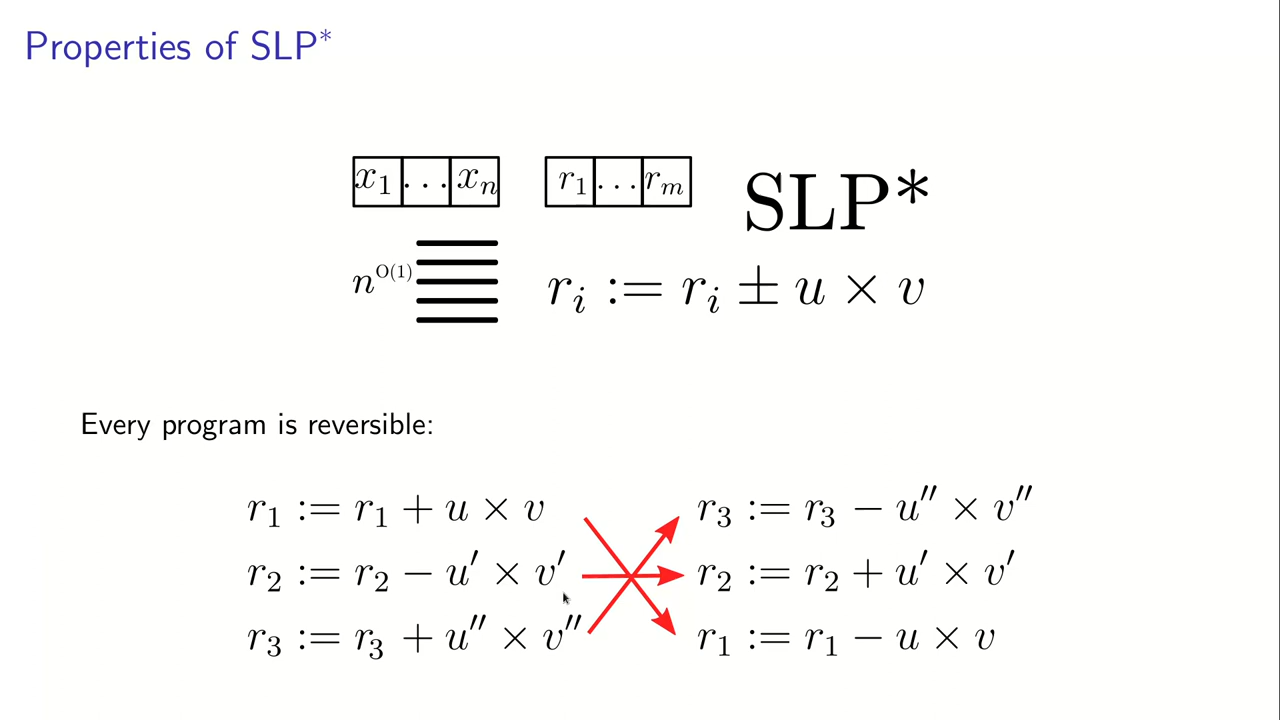 Properties of SLP*
x₁ ... xₙ r₁ ... rₘ SLP*
n^O(1) rᵢ := rᵢ ± u × v
Every program is reversible:
r₁ := r₁ + u × v r₃ := r₃ − u″ × v″
r₂ := r₂ − u′ × v′ r₂ := r₂ + u′ × v′
r₃ := r₃ + u″ × v″ r₁ := r₁ − u × v